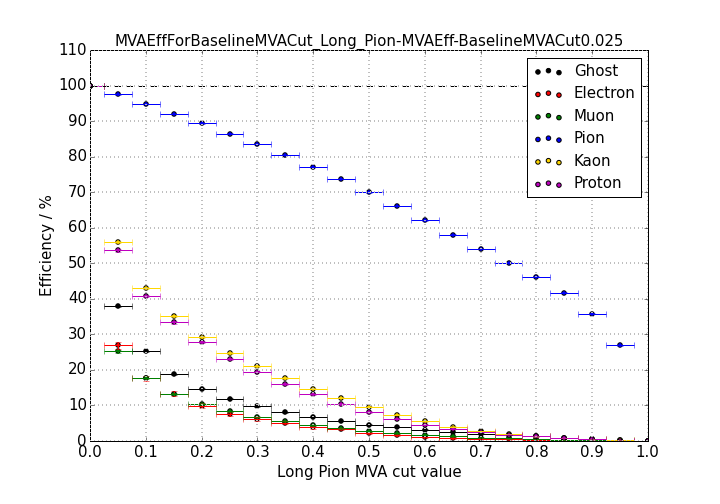 MVAEffForBaselineMVACut_Long_Pion-MVAEff-BaselineMVACut0.025
110
100
90
80
70
60
50
40
30
20
10
0
Efficiency / %
Ghost
Electron
Muon
Pion
Kaon
Proton
0.0 0.1 0.2 0.3 0.4 0.5 0.6 0.7 0.8 0.9 1.0
Long Pion MVA cut value